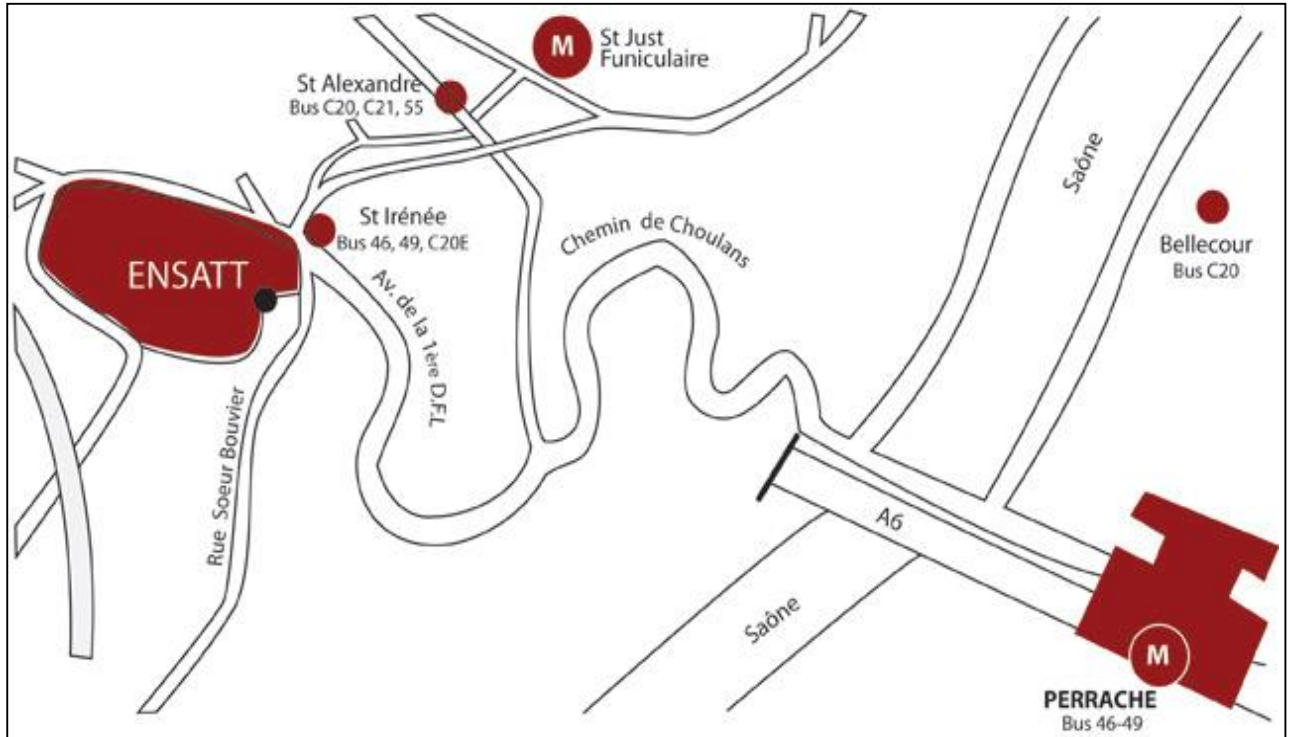 M
St Just
Funiculaire
St Alexandre
Bus C20, C21, 55
St Irénée
Bus 46, 49, C20E
ENSATT
Chemin de Choulans
Saône
Bellecour
Bus C20
Av. de la 1ère D.F.L
Rue Soeur Bouvier
A6
Saône
M
PERRACHE
Bus 46-49